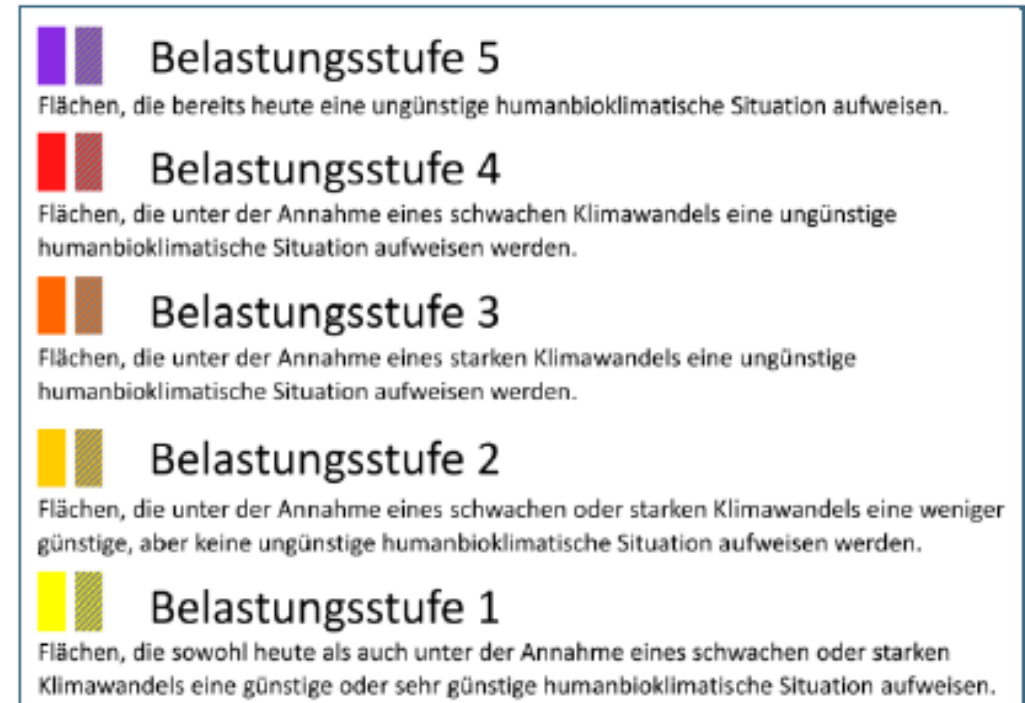 Belastungsstufe 5
Flächen, die bereits heute eine ungünstige humanbioklimatische Situation aufweisen.
Belastungsstufe 4
Flächen, die unter der Annahme eines schwachen Klimawandels eine ungünstige
humanbioklimatische Situation aufweisen werden.
Belastungsstufe 3
Flächen, die unter der Annahme eines starken Klimawandels eine ungünstige
humanbioklimatische Situation aufweisen werden.
Belastungsstufe 2
Flächen, die unter der Annahme eines schwachen oder starken Klimawandels eine weniger
günstige, aber keine ungünstige humanbioklimatische Situation aufweisen werden.
Belastungsstufe 1
Flächen, die sowohl heute als auch unter der Annahme eines schwachen oder starken
Klimawandels eine günstige oder sehr günstige humanbioklimatische Situation aufweisen.